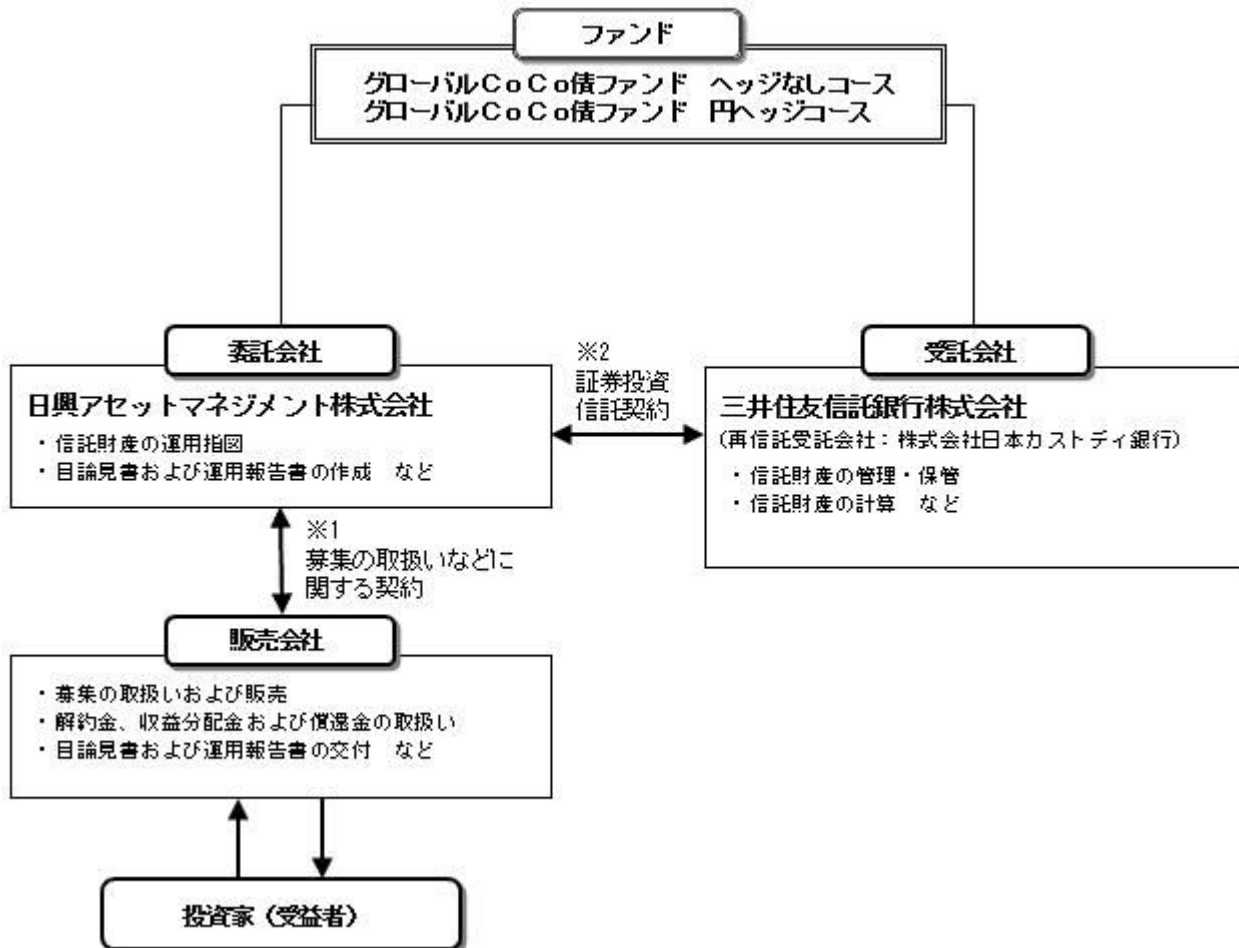 ファンド
グローバルCoCo債ファンド　ヘッジなしコース
グローバルCoCo債ファンド　円ヘッジコース
委託会社
日興アセットマネジメント株式会社
・信託財産の運用指図
・目論見書および運用報告書の作成　など
※2
証券投資
信託契約
受託会社
三井住友信託銀行株式会社
(再信託受託会社：株式会社日本カストディ銀行)
・信託財産の管理・保管
・信託財産の計算　など
※1
募集の取扱いなどに
関する契約
販売会社
・募集の取扱いおよび販売
・解約金、収益分配金および償還金の取扱い
・目論見書および運用報告書の交付　など
投資家（受益者）